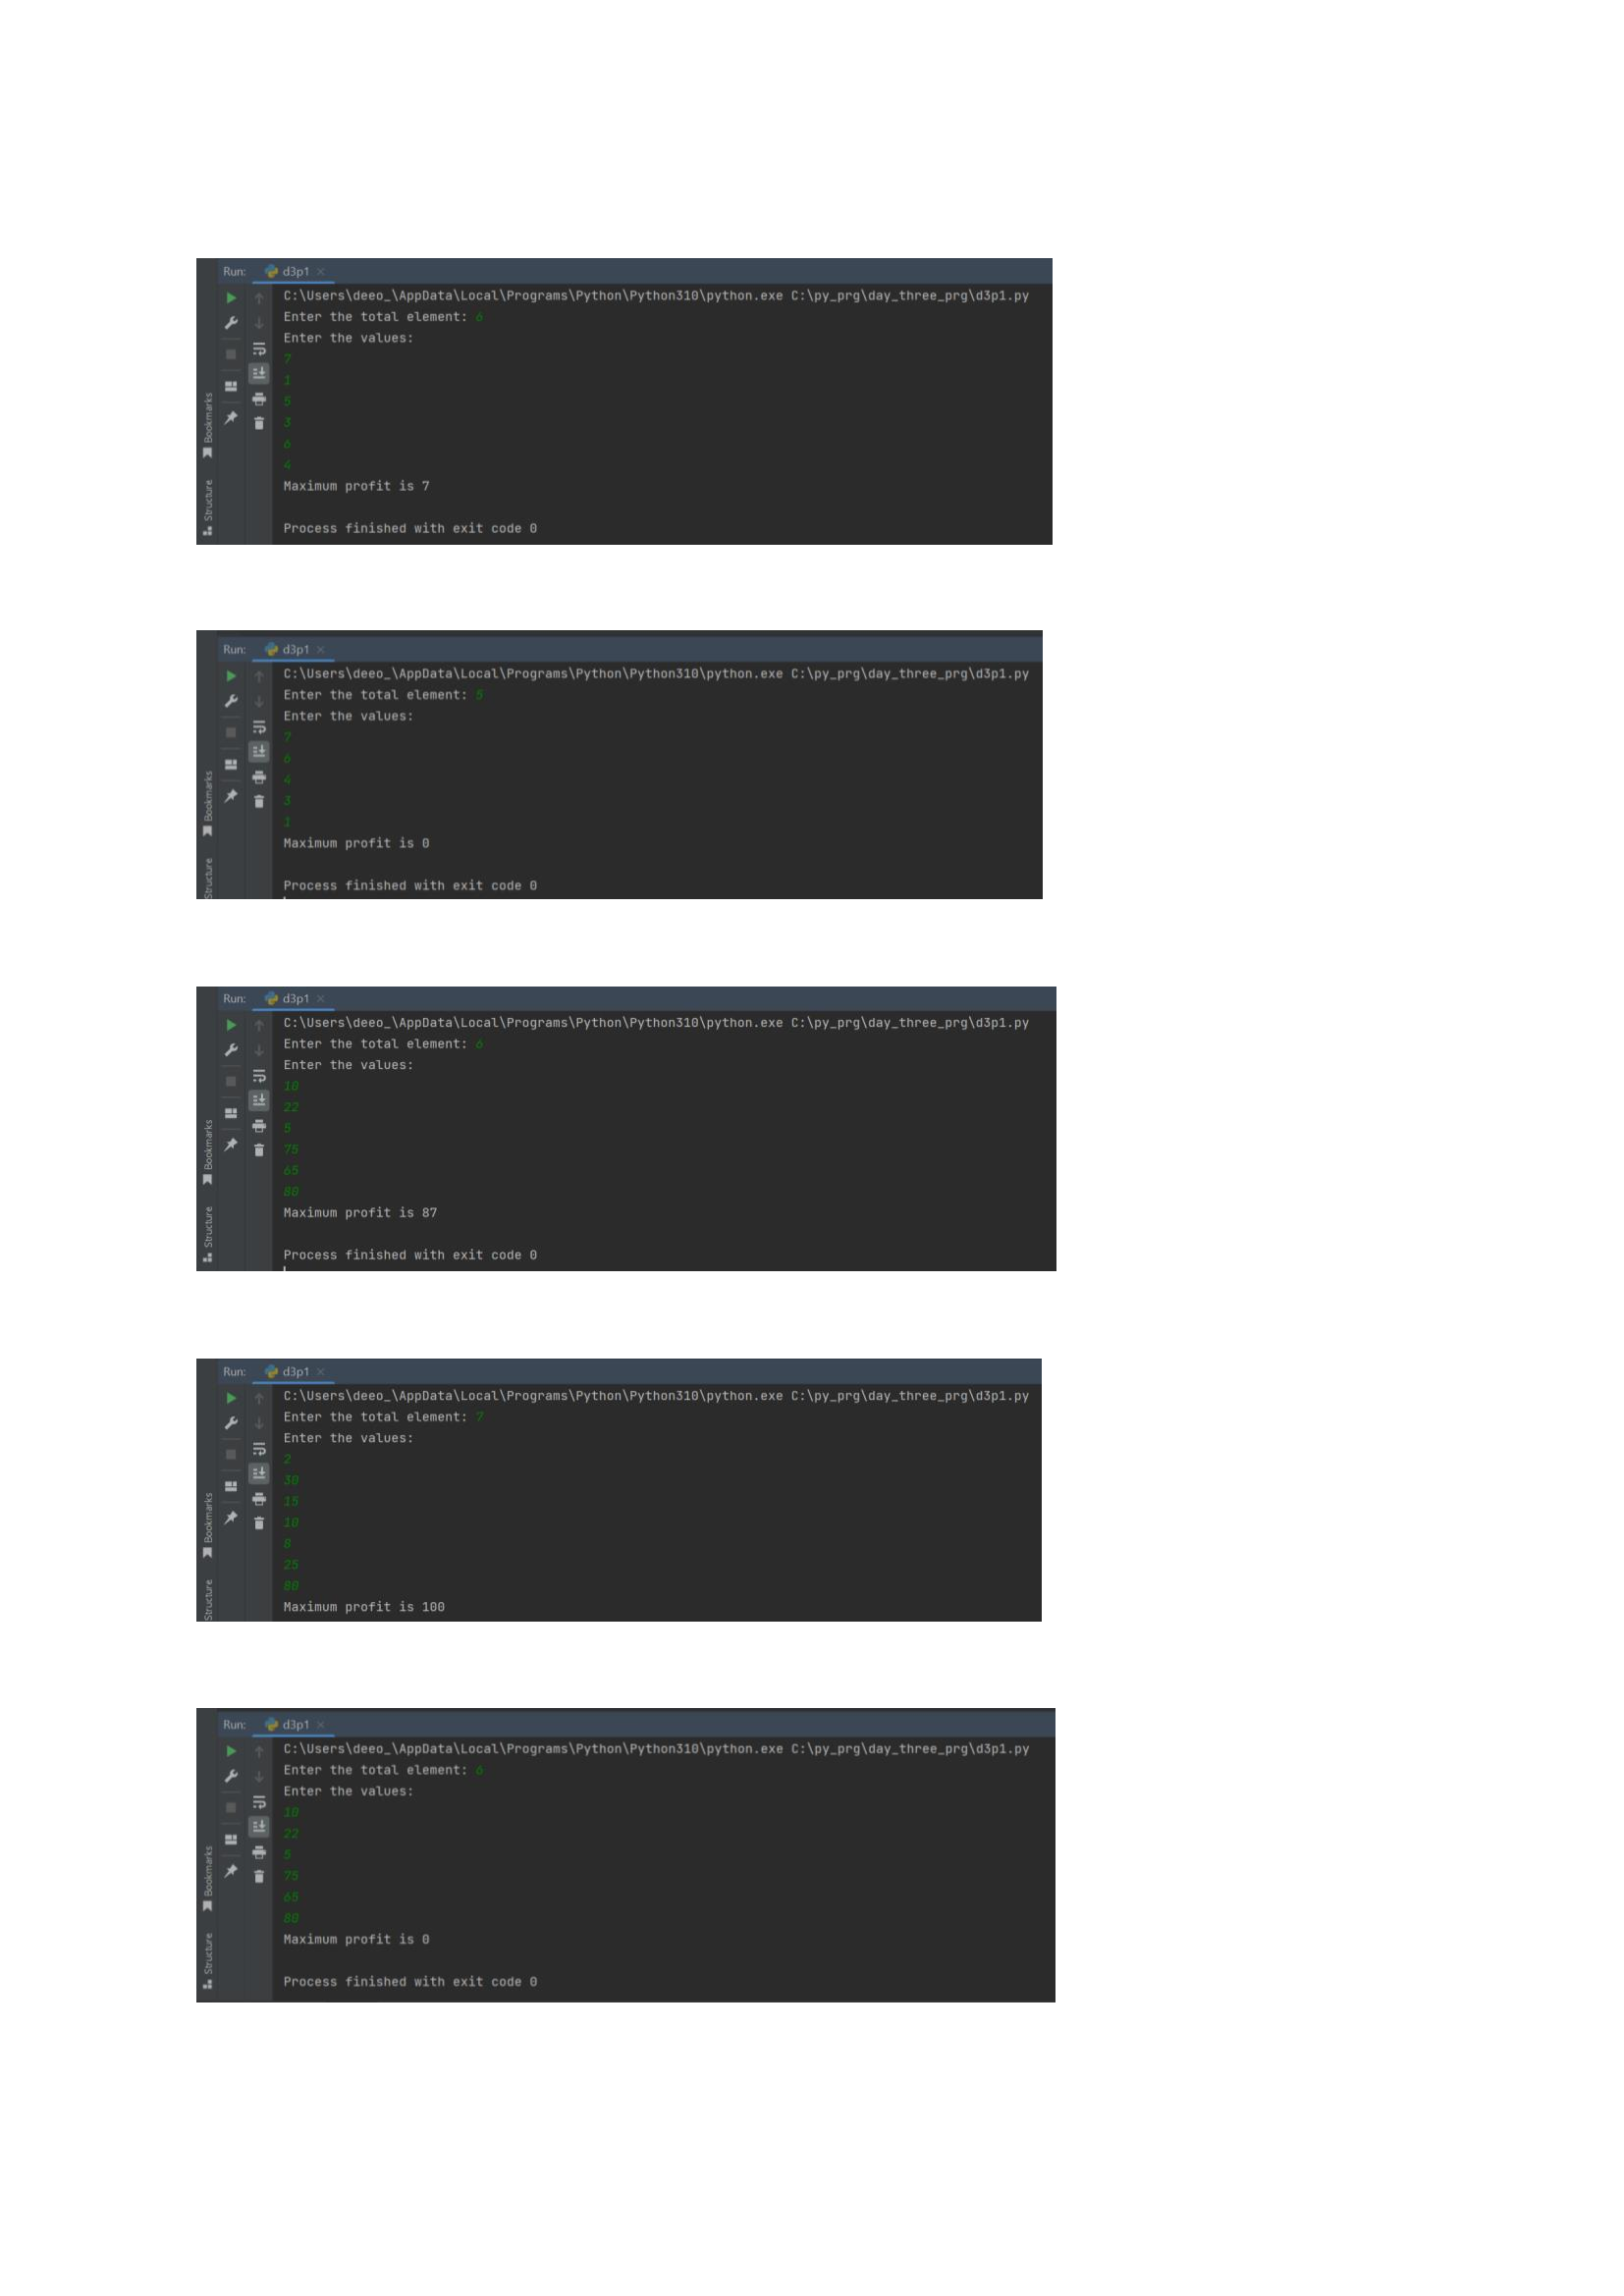 Run: d3p1
C:\Users\deeo_\AppData\Local\Programs\Python\Python310\python.exe C:\py_prg\day_three_prg\d3p1.py
Enter the total element: 6
Enter the values:
7
1
5
3
6
4
Maximum profit is 7
Process finished with exit code 0
Bookmarks
Structure
Run: d3p1
C:\Users\deeo_\AppData\Local\Programs\Python\Python310\python.exe C:\py_prg\day_three_prg\d3p1.py
Enter the total element: 5
Enter the values:
7
6
4
3
1
Maximum profit is 0
Process finished with exit code 0
Bookmarks
Structure
Run: d3p1
C:\Users\deeo_\AppData\Local\Programs\Python\Python310\python.exe C:\py_prg\day_three_prg\d3p1.py
Enter the total element: 6
Enter the values:
10
22
5
75
65
80
Maximum profit is 87
Process finished with exit code 0
Bookmarks
Structure
Run: d3p1
C:\Users\deeo_\AppData\Local\Programs\Python\Python310\python.exe C:\py_prg\day_three_prg\d3p1.py
Enter the total element: 7
Enter the values:
2
30
15
10
8
25
80
Maximum profit is 100
Bookmarks
Structure
Run: d3p1
C:\Users\deeo_\AppData\Local\Programs\Python\Python310\python.exe C:\py_prg\day_three_prg\d3p1.py
Enter the total element: 6
Enter the values:
10
22
5
75
65
80
Maximum profit is 0
Process finished with exit code 0
Bookmarks
Structure